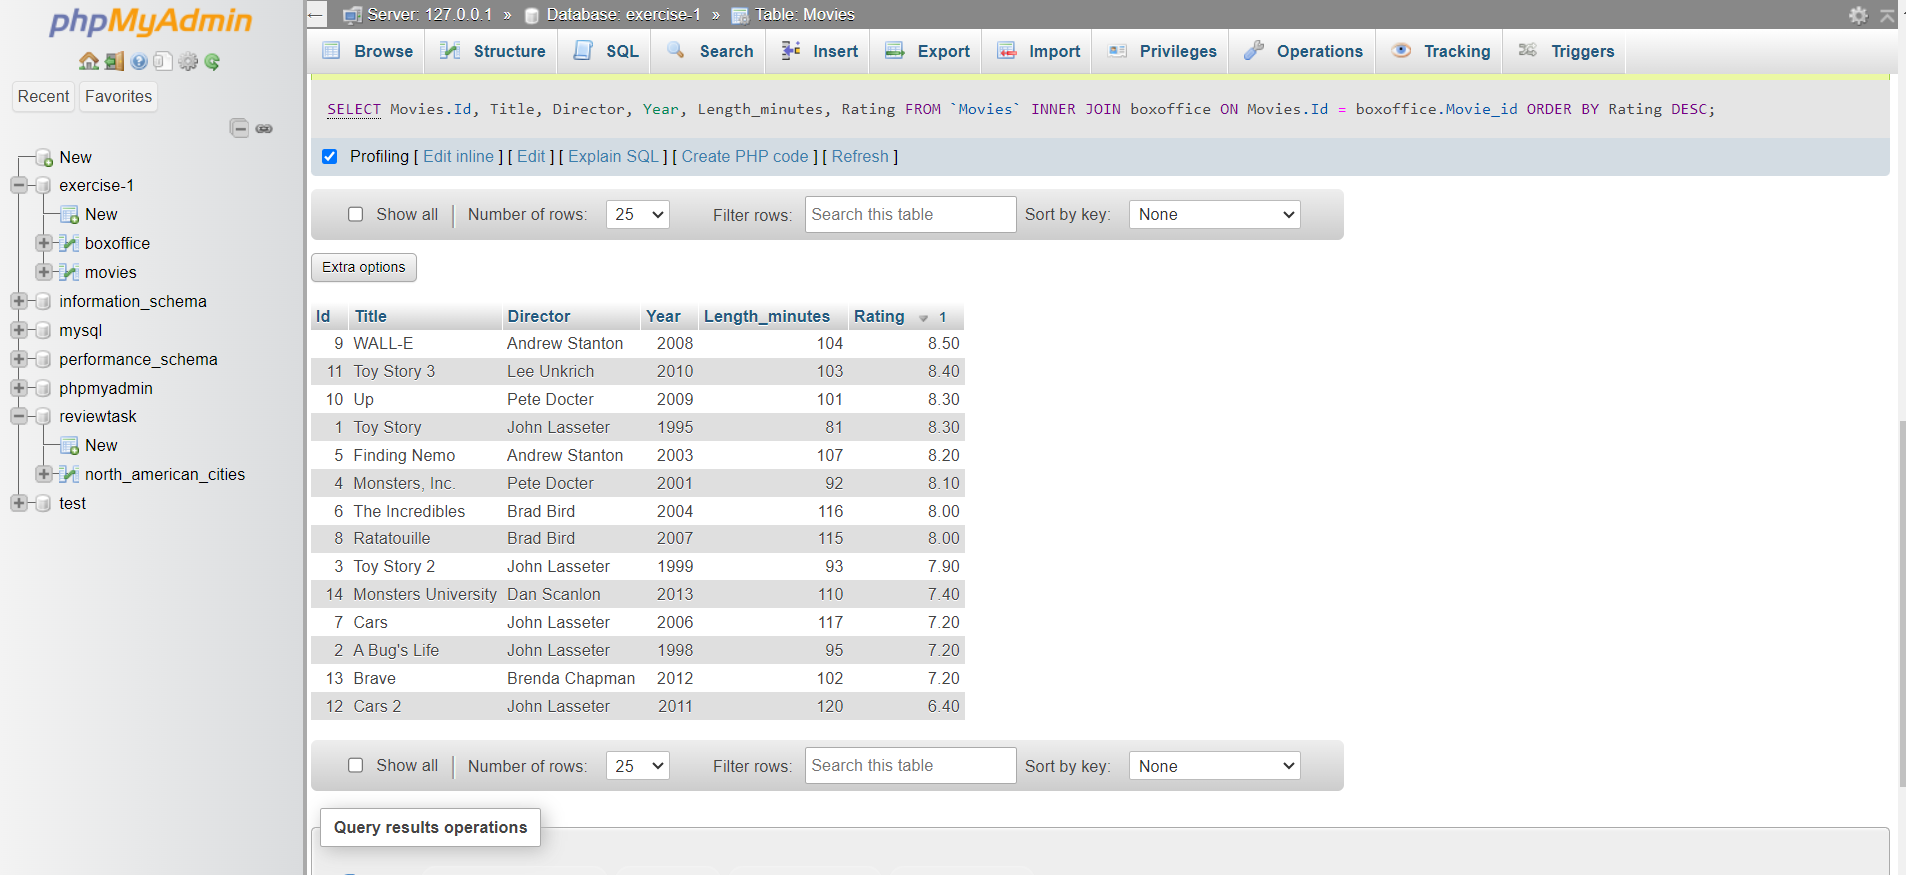 phpMyAdmin
Recent Favorites
New
exercise-1
New
boxoffice
movies
information_schema
mysql
performance_schema
phpmyadmin
reviewtask
New
north_american_cities
test
Server: 127.0.0.1 » Database: exercise-1 » Table: Movies
Browse Structure SQL Search Insert Export Import Privileges Operations Tracking Triggers
SELECT Movies.Id, Title, Director, Year, Length_minutes, Rating FROM `Movies` INNER JOIN boxoffice ON Movies.Id = boxoffice.Movie_id ORDER BY Rating DESC;
Profiling [ Edit inline ] [ Edit ] [ Explain SQL ] [ Create PHP code ] [ Refresh ]
Show all Number of rows: 25 Filter rows: Search this table Sort by key: None
Extra options
Id Title Director Year Length_minutes Rating 1
9 WALL-E Andrew Stanton 2008 104 8.50
11 Toy Story 3 Lee Unkrich 2010 103 8.40
10 Up Pete Docter 2009 101 8.30
1 Toy Story John Lasseter 1995 81 8.30
5 Finding Nemo Andrew Stanton 2003 107 8.20
4 Monsters, Inc. Pete Docter 2001 92 8.10
6 The Incredibles Brad Bird 2004 116 8.00
8 Ratatouille Brad Bird 2007 115 8.00
3 Toy Story 2 John Lasseter 1999 93 7.90
14 Monsters University Dan Scanlon 2013 110 7.40
7 Cars John Lasseter 2006 117 7.20
2 A Bug's Life John Lasseter 1998 95 7.20
13 Brave Brenda Chapman 2012 102 7.20
12 Cars 2 John Lasseter 2011 120 6.40
Show all Number of rows: 25 Filter rows: Search this table Sort by key: None
Query results operations